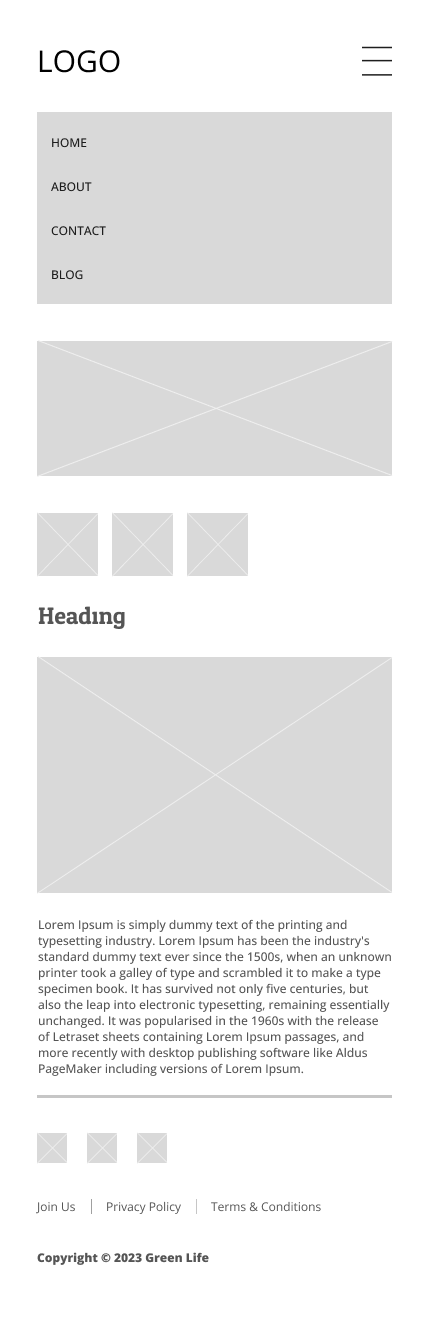 LOGO
HOME
ABOUT
CONTACT
BLOG
Heading
Lorem Ipsum is simply dummy text of the printing and
typesetting industry. Lorem Ipsum has been the industry's
standard dummy text ever since the 1500s, when an unknown
printer took a galley of type and scrambled it to make a type
specimen book. It has survived not only five centuries, but
also the leap into electronic typesetting, remaining essentially
unchanged. It was popularised in the 1960s with the release
of Letraset sheets containing Lorem Ipsum passages, and
more recently with desktop publishing software like Aldus
PageMaker including versions of Lorem Ipsum.
Join Us | Privacy Policy | Terms & Conditions
Copyright © 2023 Green Life